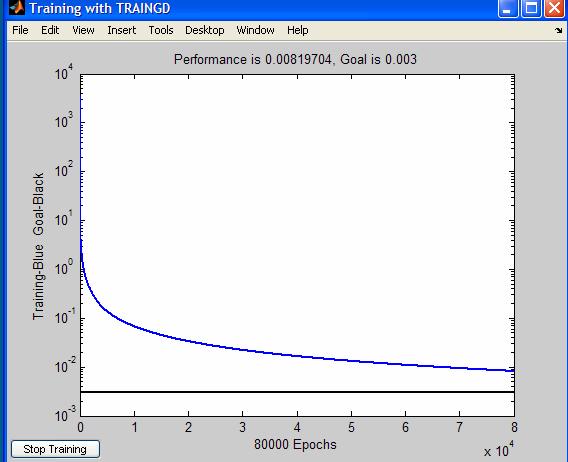 Training with TRAINGD
File Edit View Insert Tools Desktop Window Help
Performance is 0.00819704, Goal is 0.003
10^4
10^3
10^2
10^1
10^0
10^-1
10^-2
10^-3
Training-Blue Goal-Black
0 1 2 3 4 5 6 7 8
80000 Epochs
x 10^4
Stop Training